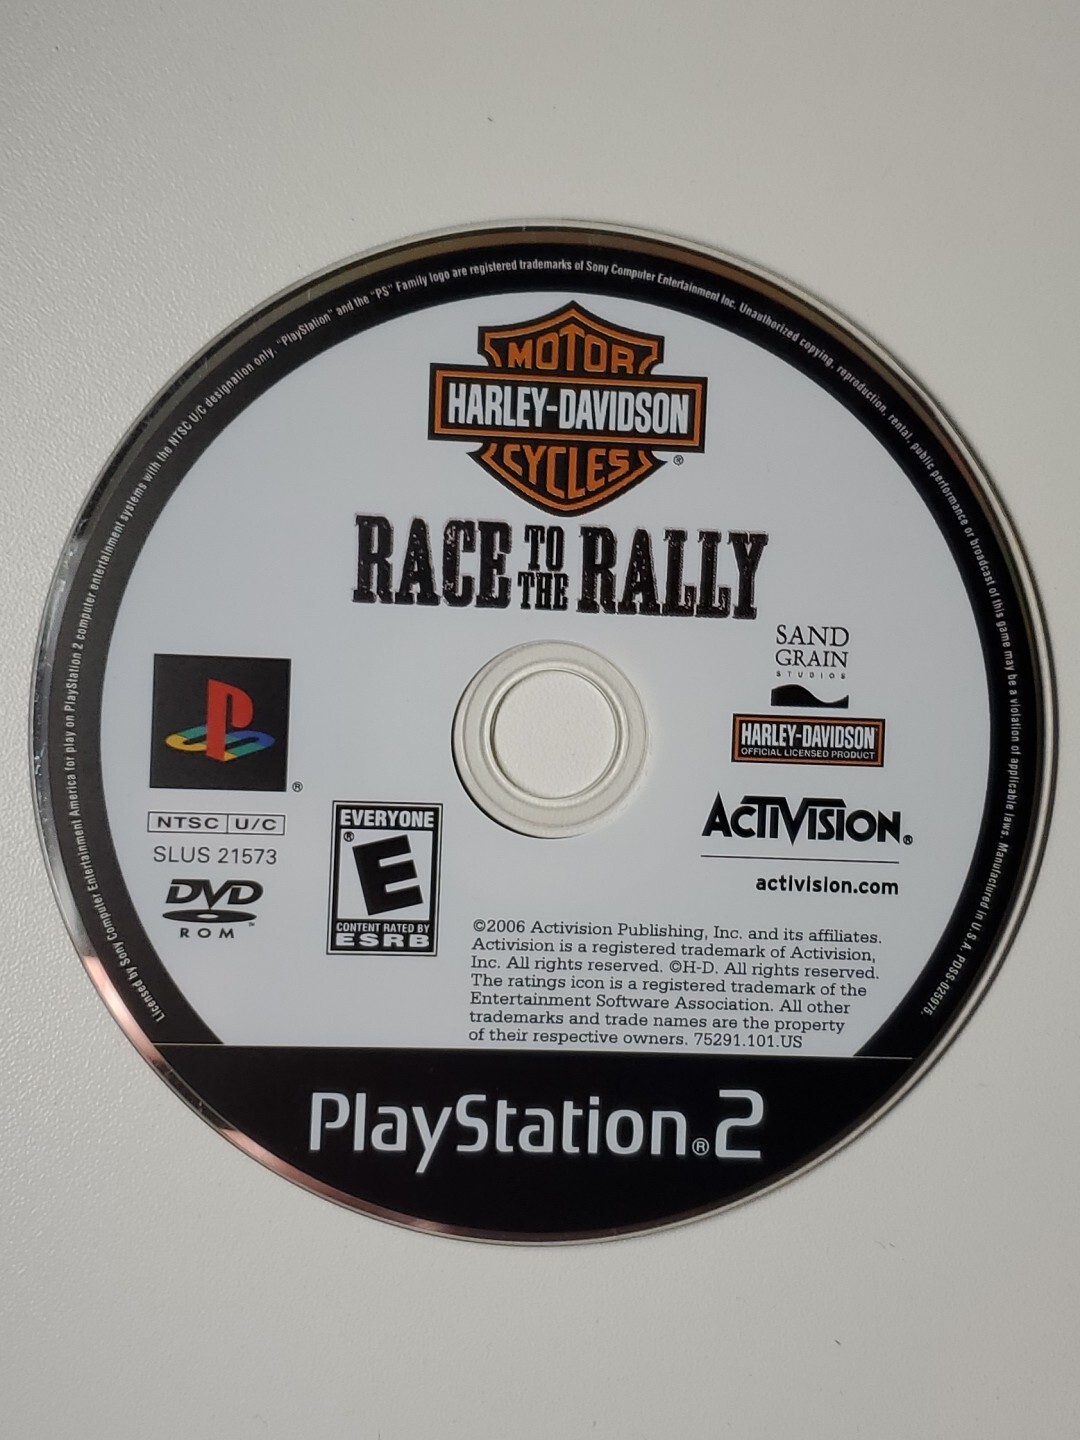 Licensed by Sony Computer Entertainment America for play on PlayStation 2 computer entertainment systems with the NTSC U/C designation only. "PlayStation" and the "PS" Family logo are registered trademarks of Sony Computer Entertainment Inc. Unauthorized copying, reproduction, rental, public performance or broadcast of this game may be a violation of applicable laws. Manufactured in U.S.A. PDSS-025975.
MOTOR
HARLEY-DAVIDSON
CYCLES ®
RACE TO THE RALLY
SAND
GRAIN
STUDIOS
HARLEY-DAVIDSON
OFFICIAL LICENSED PRODUCT
®
ACTIVISION®
activision.com
NTSC U/C
SLUS 21573
DVD
ROM ™
EVERYONE
E ®
CONTENT RATED BY
ESRB
©2006 Activision Publishing, Inc. and its affiliates.
Activision is a registered trademark of Activision,
Inc. All rights reserved. ©H-D. All rights reserved.
The ratings icon is a registered trademark of the
Entertainment Software Association. All other
trademarks and trade names are the property
of their respective owners. 75291.101.US
PlayStation®2